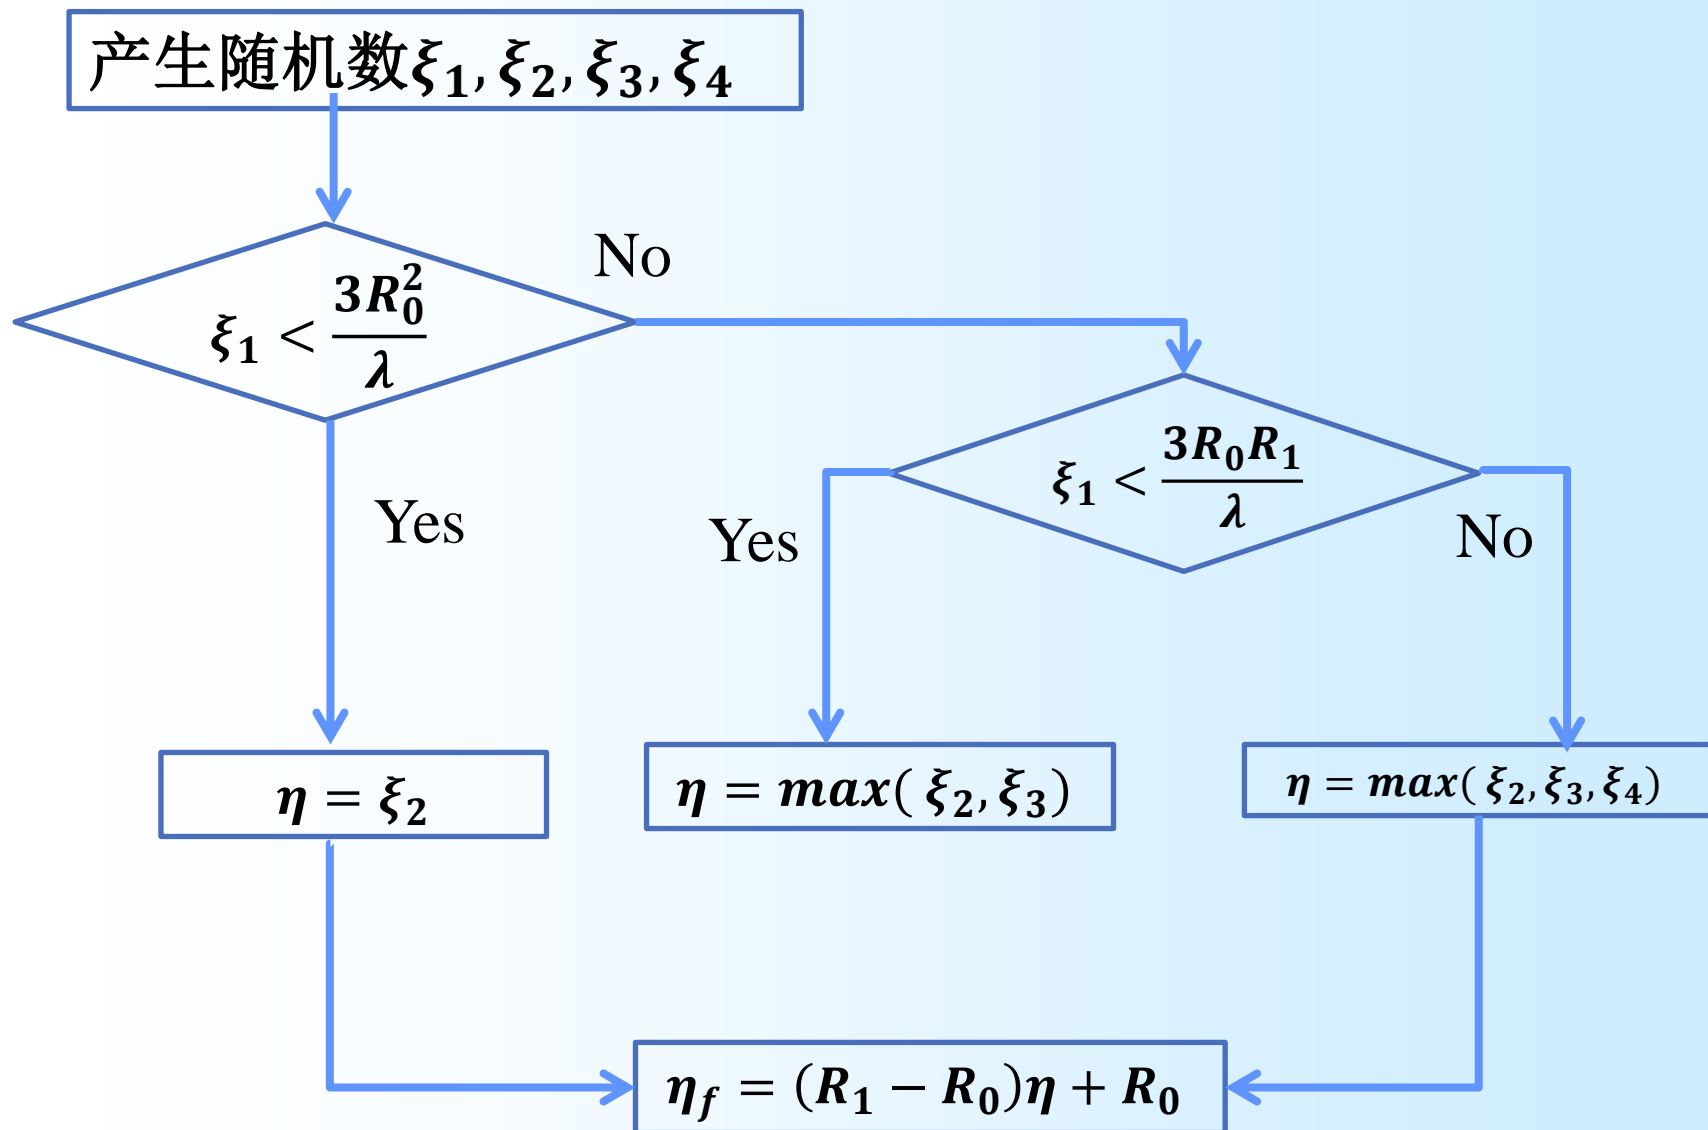 产生随机数ξ₁, ξ₂, ξ₃, ξ₄
No
ξ₁ < 3R₀²/λ
ξ₁ < 3R₀R₁/λ
Yes
Yes
No
η = ξ₂
η = max( ξ₂, ξ₃)
η = max( ξ₂, ξ₃, ξ₄)
η_f = (R₁ − R₀)η + R₀